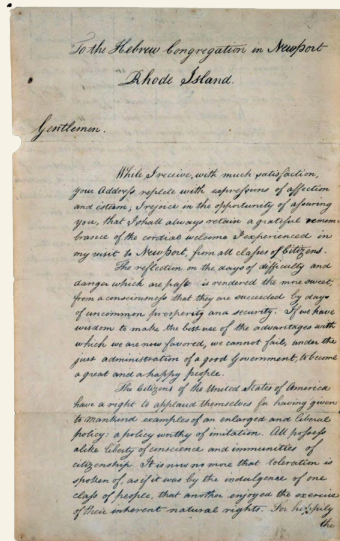 To the Hebrew Congregation in Newport
Rhode Island.
Gentlemen.
While I receive, with much satisfaction,
your Address replete with expressions of affection
and esteem; I rejoice in the opportunity of assuring
you, that I shall always retain a grateful remem-
brance of the cordial welcome I experienced in
my visit to Newport, from all classes of Citizens.
The reflection on the days of difficulty and
danger which are past is rendered the more sweet,
from a consciousness that they are succeeded by days
of uncommon prosperity and security. If we have
wisdom to make the best use of the advantages with
which we are now favored, we cannot fail, under the
just administration of a good Government, to become
a great and a happy people.
The Citizens of the United States of America
have a right to applaud themselves for having given
to mankind examples of an enlarged and liberal
policy: a policy worthy of imitation. All possess
alike liberty of conscience and immunities of
citizenship. It is now no more that toleration is
spoken of, as if it was by the indulgence of one
class of people, that another enjoyed the exercise
of their inherent natural rights. For happily
the